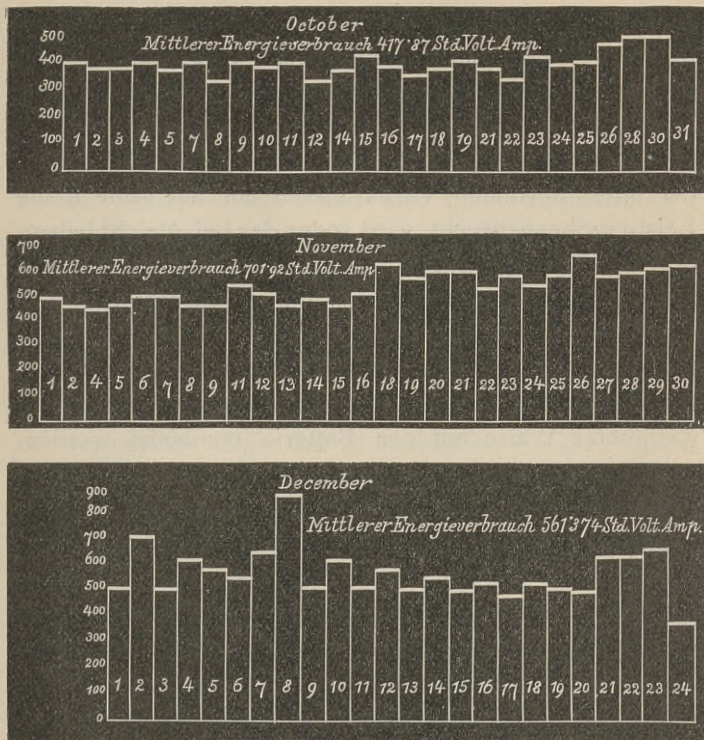 October
Mittlerer Energieverbrauch 417·87 Std.Volt.Amp.
500
400
300
200
100
0
1 2 3 4 5 7 8 9 10 11 12 14 15 16 17 18 19 21 22 23 24 25 26 28 30 31
November
700
600 Mittlerer Energieverbrauch 701·92 Std.Volt.Amp.
500
400
300
200
100
0
1 2 4 5 6 7 8 9 11 12 13 14 15 16 18 19 20 21 22 23 24 25 26 27 28 29 30
December
900
800
Mittlerer Energieverbrauch 561·374 Std.Volt.Amp.
700
600
500
400
300
200
100
0
1 2 3 4 5 6 7 8 9 10 11 12 13 14 15 16 17 18 19 20 21 22 23 24